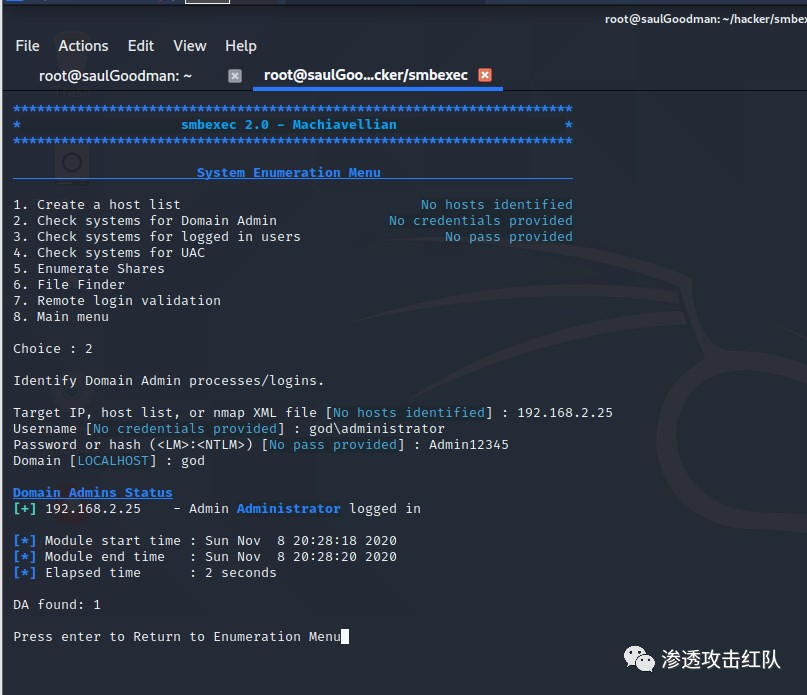 root@saulGoodman: ~/hacker/smbex
File Actions Edit View Help
root@saulGoodman: ~ root@saulGoo...cker/smbexec
************************************************************************
* smbexec 2.0 - Machiavellian *
************************************************************************
System Enumeration Menu
1. Create a host list No hosts identified
2. Check systems for Domain Admin No credentials provided
3. Check systems for logged in users No pass provided
4. Check systems for UAC
5. Enumerate Shares
6. File Finder
7. Remote login validation
8. Main menu
Choice : 2
Identify Domain Admin processes/logins.
Target IP, host list, or nmap XML file [No hosts identified] : 192.168.2.25
Username [No credentials provided] : god\administrator
Password or hash (<LM>:<NTLM>) [No pass provided] : Admin12345
Domain [LOCALHOST] : god
Domain Admins Status
[+] 192.168.2.25 - Admin Administrator logged in
[*] Module start time : Sun Nov 8 20:28:18 2020
[*] Module end time : Sun Nov 8 20:28:20 2020
[*] Elapsed time : 2 seconds
DA found: 1
Press enter to Return to Enumeration Menu
渗透攻击红队